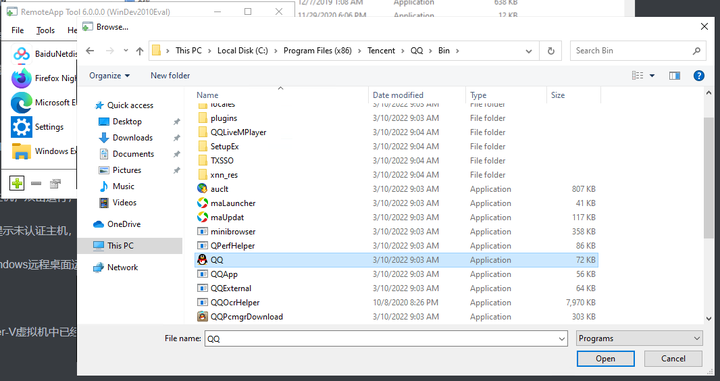 12/7/2019 1:08 AM
638 KB
11/29/2020 6:06 PM
RemoteApp Tool 6.0.0.0 (WinDev2010Eval)
File Tools
BaiduNetdis
Firefox Nigh
Microsoft E
Settings
Windows Ex
Browse...
This PC > Local Disk (C:) > Program Files (x86) > Tencent > QQ > Bin >
Search Bin
Organize
New folder
Quick access
Desktop
Downloads
Documents
Pictures
Music
Videos
OneDrive
This PC
Network
Name Date modified Type Size
locales 3/10/2022 9:03 AM File folder
plugins 3/10/2022 9:03 AM File folder
QQLiveMPlayer 3/10/2022 9:04 AM File folder
SetupEx 3/10/2022 9:04 AM File folder
TXSSO 3/10/2022 9:04 AM File folder
xnn_res 3/10/2022 9:03 AM File folder
auclt 3/10/2022 9:03 AM Application 807 KB
maLauncher 3/10/2022 9:03 AM Application 41 KB
maUpdat 3/10/2022 9:03 AM Application 117 KB
minibrowser 3/10/2022 9:03 AM Application 358 KB
QPerfHelper 3/10/2022 9:03 AM Application 86 KB
QQ 3/10/2022 9:03 AM Application 72 KB
QQApp 3/10/2022 9:03 AM Application 56 KB
QQExternal 3/10/2022 9:03 AM Application 64 KB
QQOcrHelper 10/8/2020 8:26 PM Application 7,970 KB
QQPcmgrDownload 3/10/2022 9:03 AM Application 303 KB
示未认证主机,
ndows远程桌面运
er-V虚拟机中已经
File name: QQ
Programs
Open
Cancel